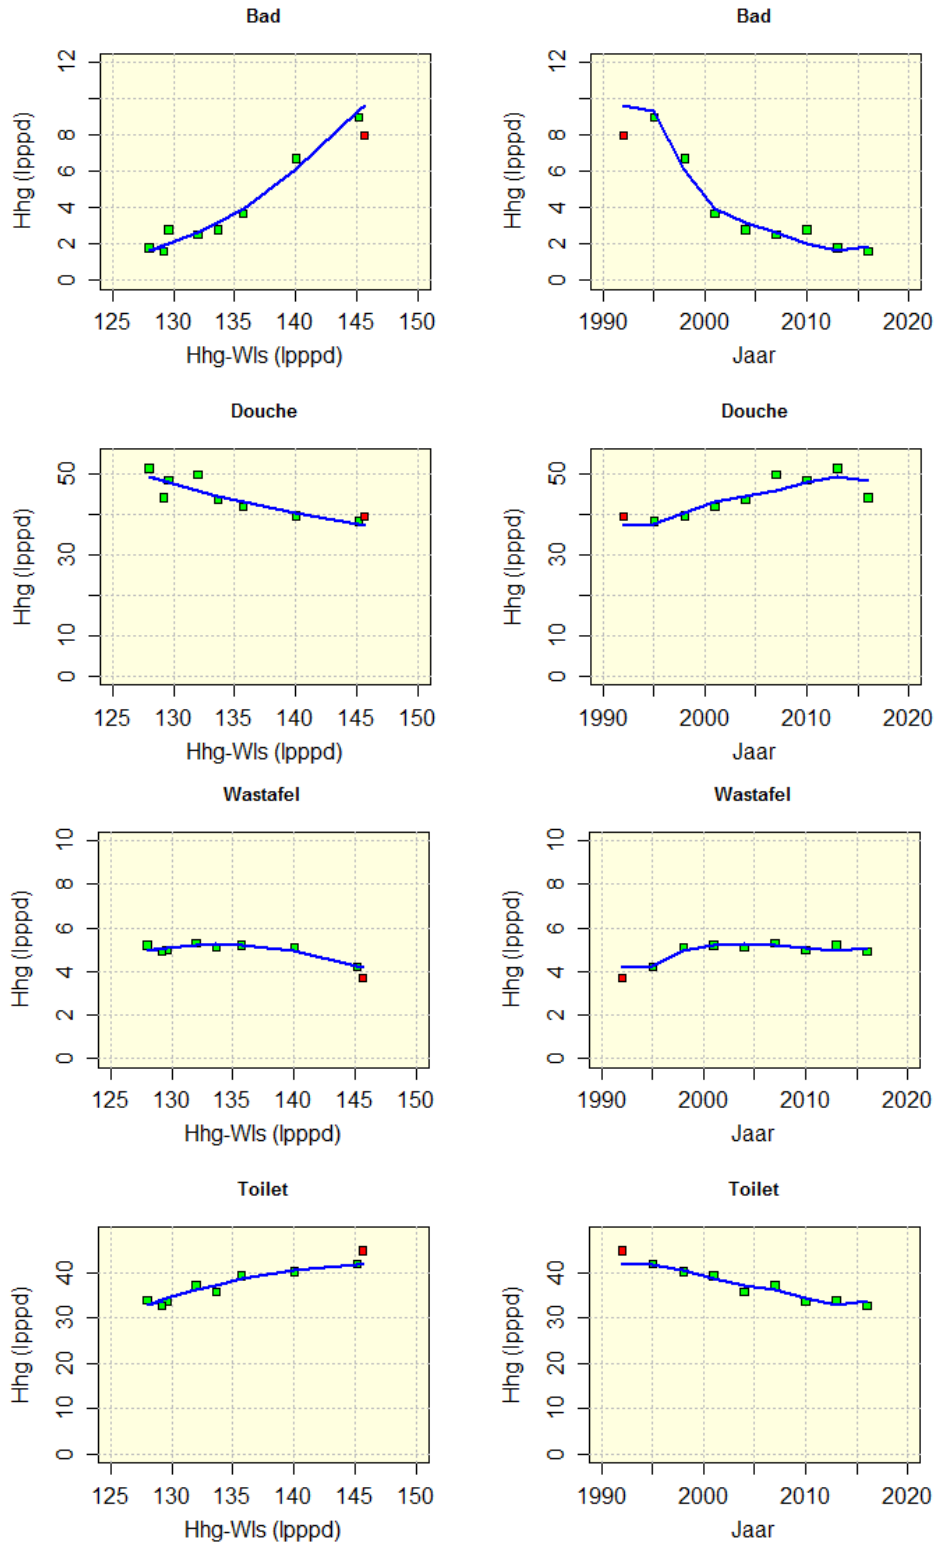 Bad
Hhg (lpppd)
0 2 4 6 8 12
125 130 135 140 145 150
Hhg-Wls (lpppd)
Bad
Hhg (lpppd)
0 2 4 6 8 12
1990 2000 2010 2020
Jaar
Douche
Hhg (lpppd)
0 10 30 50
125 130 135 140 145 150
Hhg-Wls (lpppd)
Douche
Hhg (lpppd)
0 10 30 50
1990 2000 2010 2020
Jaar
Wastafel
Hhg (lpppd)
0 2 4 6 8 10
125 130 135 140 145 150
Hhg-Wls (lpppd)
Wastafel
Hhg (lpppd)
0 2 4 6 8 10
1990 2000 2010 2020
Jaar
Toilet
Hhg (lpppd)
0 10 20 30 40
125 130 135 140 145 150
Hhg-Wls (lpppd)
Toilet
Hhg (lpppd)
0 10 20 30 40
1990 2000 2010 2020
Jaar